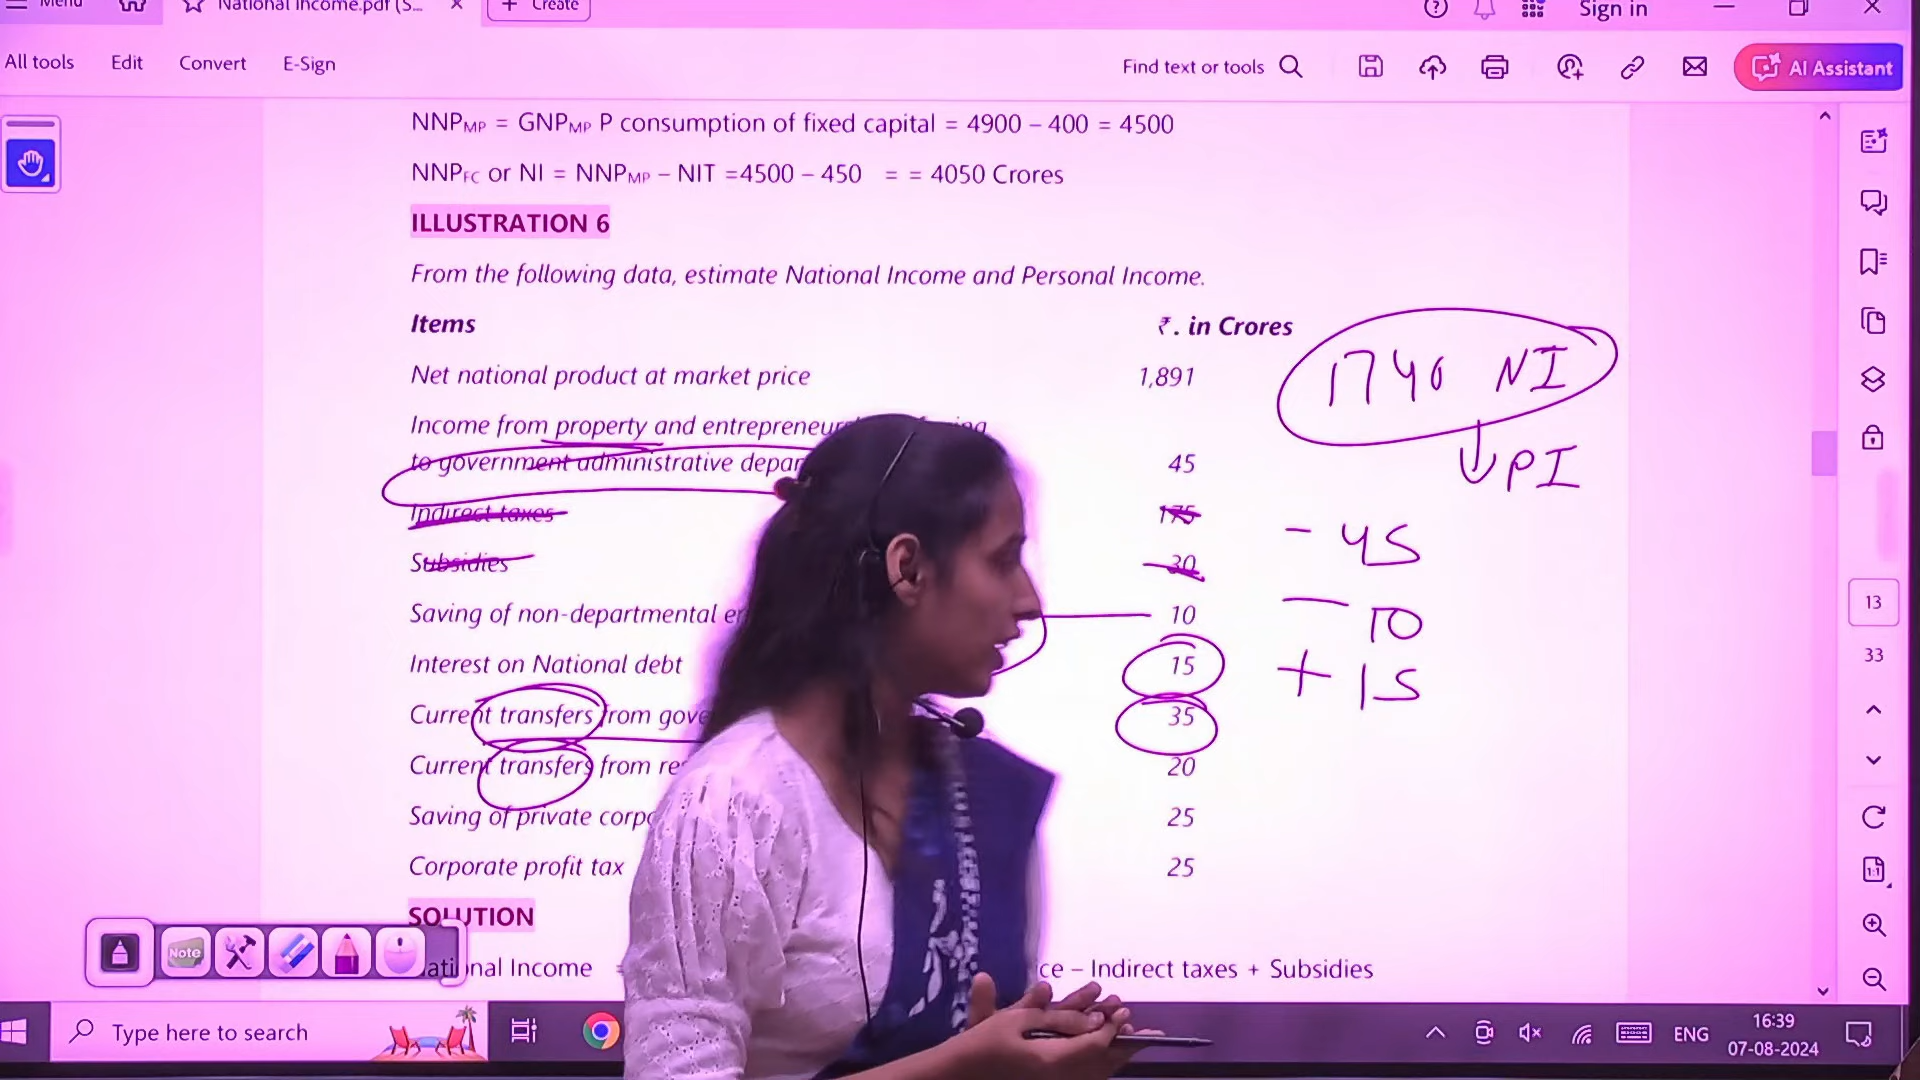 Menu
National Income.pdf (S...
Create
Sign in
All tools
Edit
Convert
E-Sign
Find text or tools
AI Assistant
NNPMP = GNPMP P consumption of fixed capital = 4900 – 400 = 4500
NNPFC or NI = NNPMP – NIT =4500 – 450 = = 4050 Crores
ILLUSTRATION 6
From the following data, estimate National Income and Personal Income.
Items ₹. in Crores
Net national product at market price 1,891
1740 NI
Income from property and
to government administrative 45
PI
Indirect taxes 175
- 45
Subsidies 30
Saving of non-departmental 10
- 10
Interest on National debt 15
+ 15
Current transfers from 35
Current transfers from 20
Saving of private 25
Corporate profit tax 25
SOLUTION
National Income = – Indirect taxes + Subsidies
13
33
Note
Type here to search
ENG
16:39
07-08-2024